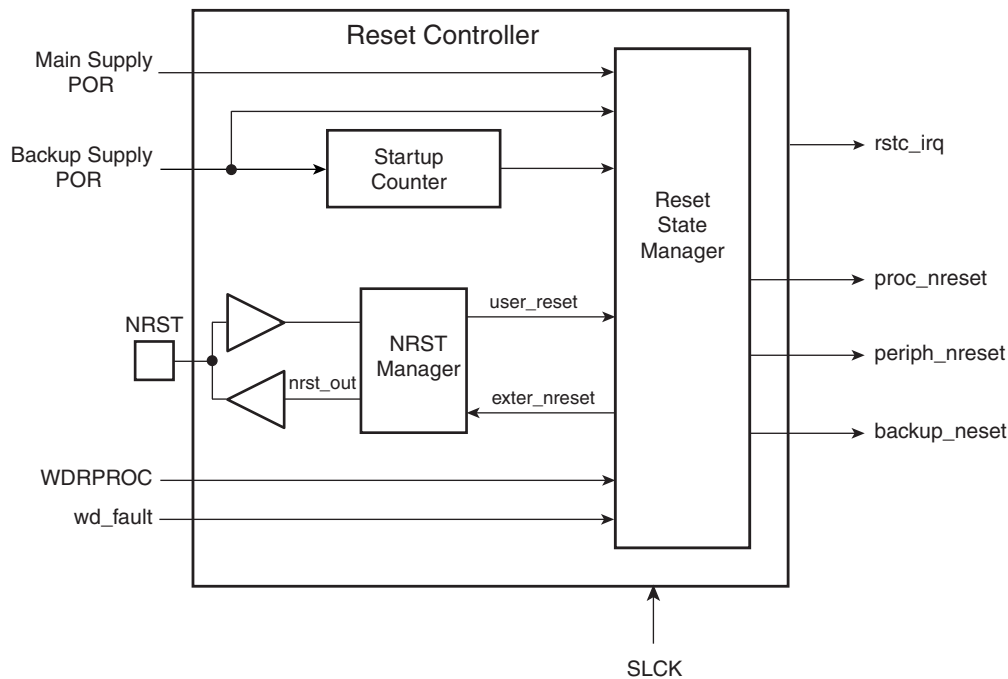 Reset Controller
Main Supply
POR
Backup Supply
POR
Startup
Counter
Reset
State
Manager
rstc_irq
proc_nreset
periph_nreset
backup_neset
NRST
NRST
Manager
user_reset
nrst_out
exter_nreset
WDRPROC
wd_fault
SLCK